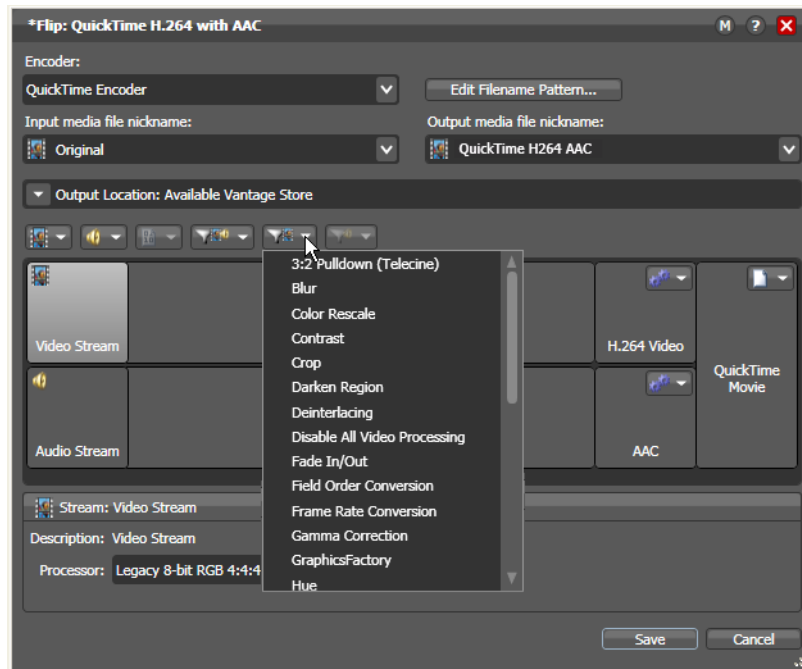 *Flip: QuickTime H.264 with AAC
M ?
Encoder:
QuickTime Encoder
Edit Filename Pattern...
Input media file nickname:
Output media file nickname:
Original
QuickTime H264 AAC
Output Location: Available Vantage Store
3:2 Pulldown (Telecine)
Blur
Color Rescale
Contrast
Crop
Darken Region
Deinterlacing
Disable All Video Processing
Fade In/Out
Field Order Conversion
Frame Rate Conversion
Gamma Correction
GraphicsFactory
Hue
Video Stream
H.264 Video
QuickTime
Movie
Audio Stream
AAC
Stream: Video Stream
Description: Video Stream
Processor: Legacy 8-bit RGB 4:4:4
Save
Cancel